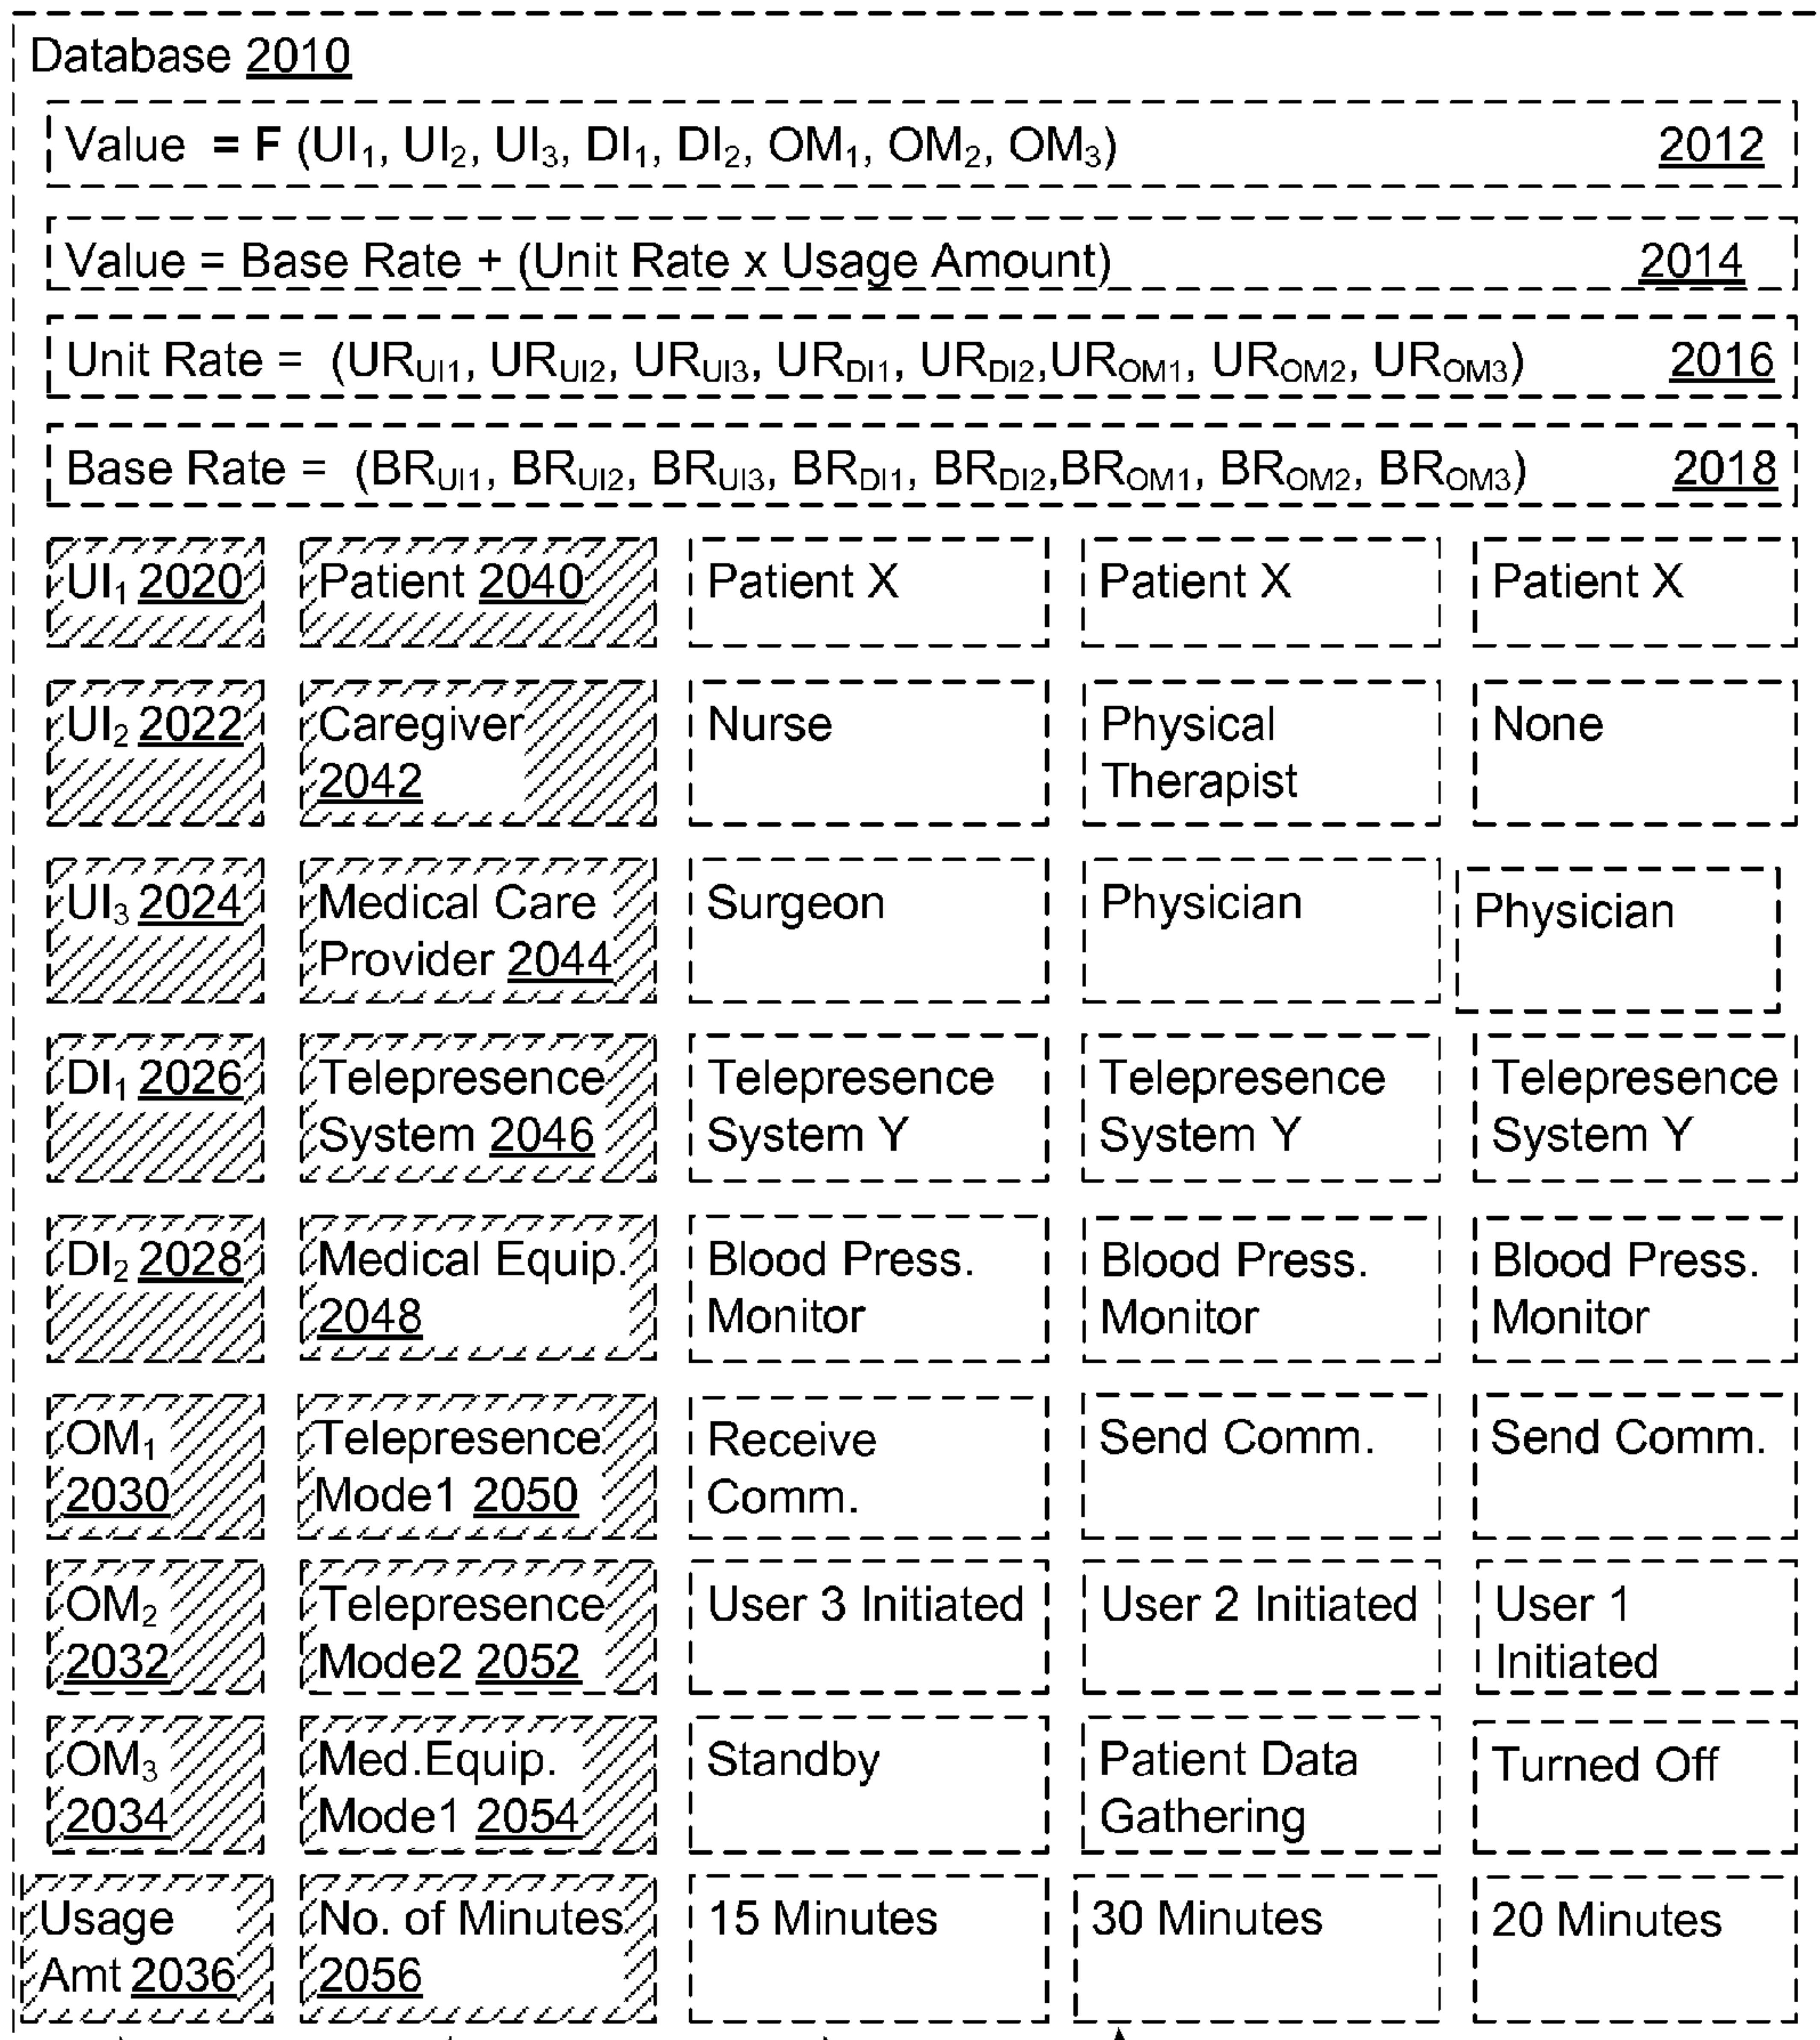 Database 2010
Value = F (UI1, UI2, UI3, DI1, DI2, OM1, OM2, OM3) 2012
Value = Base Rate + (Unit Rate x Usage Amount) 2014
Unit Rate = (URUI1, URUI2, URUI3, URDI1, URDI2,UROM1, UROM2, UROM3) 2016
Base Rate = (BRUI1, BRUI2, BRUI3, BRDI1, BRDI2,BROM1, BROM2, BROM3) 2018
UI1 2020
Patient 2040
Patient X
Patient X
Patient X
UI2 2022
Caregiver
2042
Nurse
Physical
Therapist
None
UI3 2024
Medical Care
Provider 2044
Surgeon
Physician
Physician
DI1 2026
Telepresence
System 2046
Telepresence
System Y
Telepresence
System Y
Telepresence
System Y
DI2 2028
Medical Equip.
2048
Blood Press.
Monitor
Blood Press.
Monitor
Blood Press.
Monitor
OM1
2030
Telepresence
Mode1 2050
Receive
Comm.
Send Comm.
Send Comm.
OM2
2032
Telepresence
Mode2 2052
User 3 Initiated
User 2 Initiated
User 1
Initiated
OM3
2034
Med.Equip.
Mode1 2054
Standby
Patient Data
Gathering
Turned Off
Usage
Amt 2036
No. of Minutes
2056
15 Minutes
30 Minutes
20 Minutes